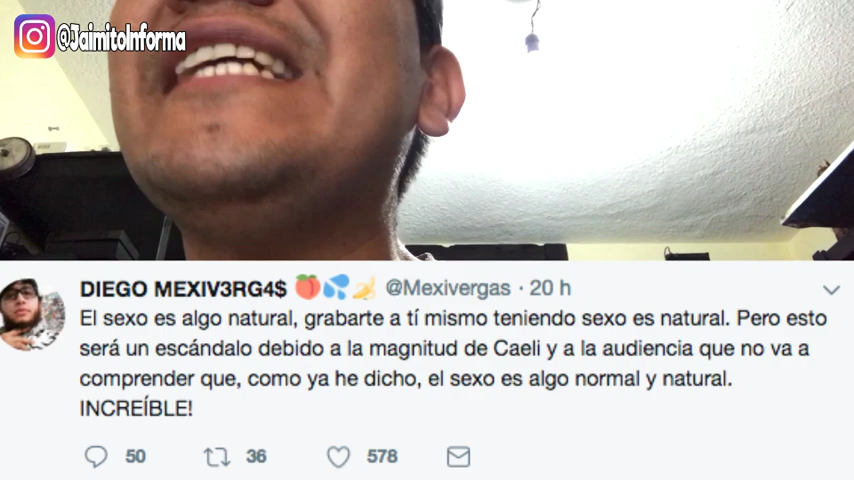 @JaimitoInforma
DIEGO MEXIV3RG4$ 🍑💦🍌 @Mexivergas · 20 h
El sexo es algo natural, grabarte a tí mismo teniendo sexo es natural. Pero esto
será un escándalo debido a la magnitud de Caeli y a la audiencia que no va a
comprender que, como ya he dicho, el sexo es algo normal y natural.
INCREÍBLE!
50 36 578